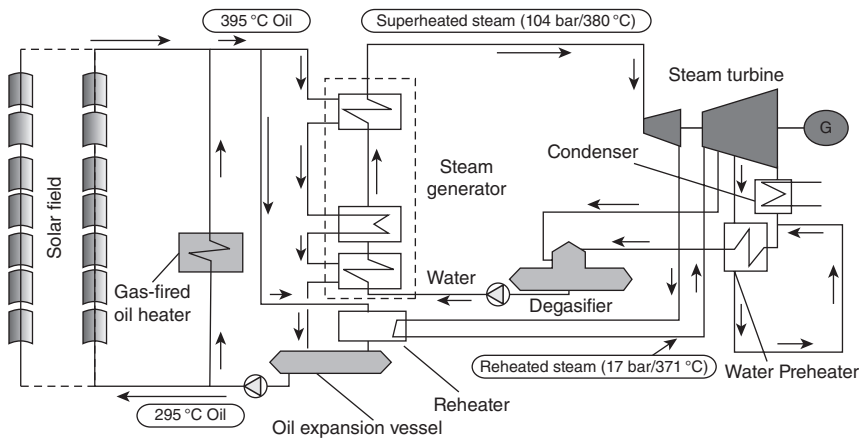 395 °C Oil
Superheated steam (104 bar/380 °C)
Steam turbine
G
Condenser
Solar field
Steam
generator
Gas-fired
oil heater
Water
Degasifier
Reheated steam (17 bar/371 °C)
Water Preheater
Reheater
295 °C Oil
Oil expansion vessel